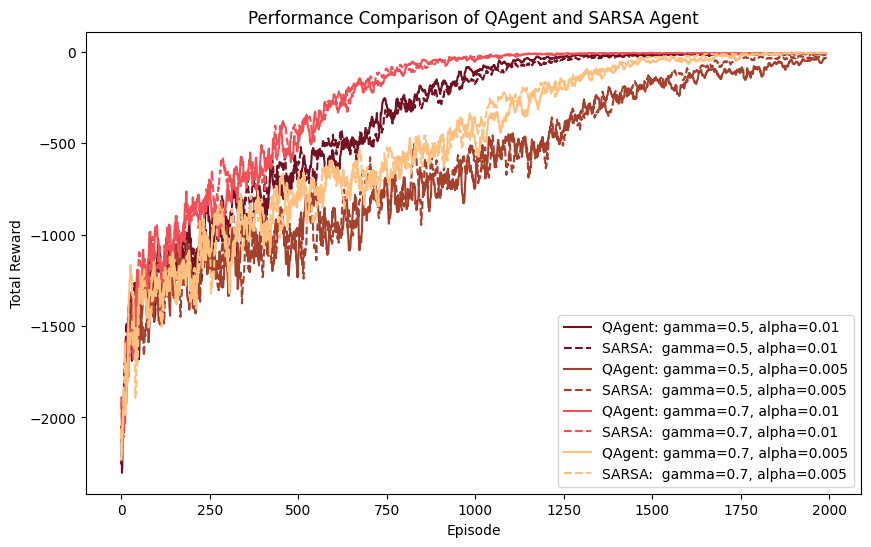 Performance Comparison of QAgent and SARSA Agent
Total Reward
0
−500
−1000
−1500
−2000
QAgent: gamma=0.5, alpha=0.01
SARSA:  gamma=0.5, alpha=0.01
QAgent: gamma=0.5, alpha=0.005
SARSA:  gamma=0.5, alpha=0.005
QAgent: gamma=0.7, alpha=0.01
SARSA:  gamma=0.7, alpha=0.01
QAgent: gamma=0.7, alpha=0.005
SARSA:  gamma=0.7, alpha=0.005
0 250 500 750 1000 1250 1500 1750 2000
Episode